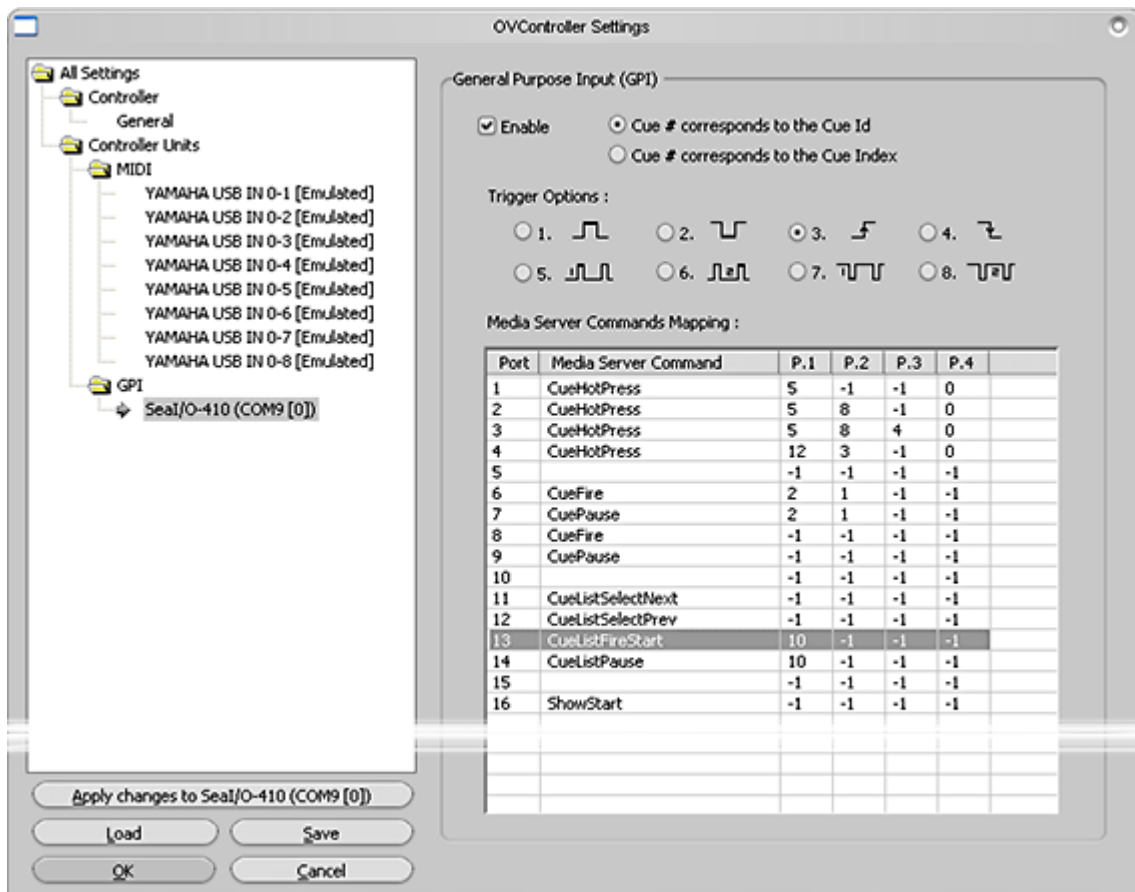 OVController Settings
All Settings
Controller
General
Controller Units
MIDI
YAMAHA USB IN 0-1 [Emulated]
YAMAHA USB IN 0-2 [Emulated]
YAMAHA USB IN 0-3 [Emulated]
YAMAHA USB IN 0-4 [Emulated]
YAMAHA USB IN 0-5 [Emulated]
YAMAHA USB IN 0-6 [Emulated]
YAMAHA USB IN 0-7 [Emulated]
YAMAHA USB IN 0-8 [Emulated]
GPI
SeaI/O-410 (COM9 [0])
Apply changes to SeaI/O-410 (COM9 [0])
Load Save
OK Cancel
General Purpose Input (GPI)
Enable Cue # corresponds to the Cue Id
Cue # corresponds to the Cue Index
Trigger Options :
1. 2. 3. 4.
5. 6. 7. 8.
Media Server Commands Mapping :
Port Media Server Command P.1 P.2 P.3 P.4
1 CueHotPress 5 -1 -1 0
2 CueHotPress 5 8 -1 0
3 CueHotPress 5 8 4 0
4 CueHotPress 12 3 -1 0
5 -1 -1 -1 -1
6 CueFire 2 1 -1 -1
7 CuePause 2 1 -1 -1
8 CueFire -1 -1 -1 -1
9 CuePause -1 -1 -1 -1
10 -1 -1 -1 -1
11 CueListSelectNext -1 -1 -1 -1
12 CueListSelectPrev -1 -1 -1 -1
13 CueListFireStart 10 -1 -1 -1
14 CueListPause 10 -1 -1 -1
15 -1 -1 -1 -1
16 ShowStart -1 -1 -1 -1